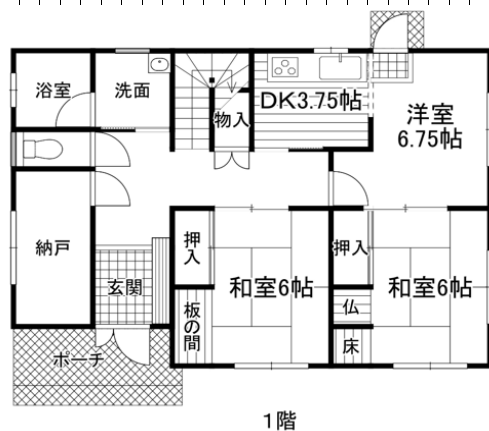 浴室
洗面
物入
DK3.75帖
洋室
6.75帖
納戸
玄関
押入
和室6帖
板の間
押入
和室6帖
仏
床
ポーチ
1階